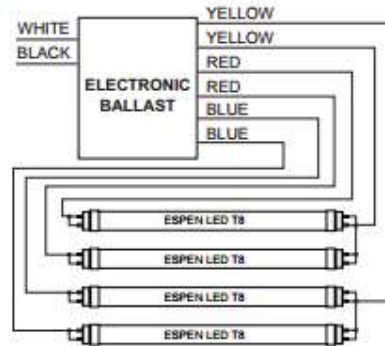 YELLOW
WHITE
YELLOW
BLACK
RED
ELECTRONIC
BALLAST
RED
BLUE
BLUE
ESPEN LED T8
ESPEN LED T8
ESPEN LED T8
ESPEN LED T8